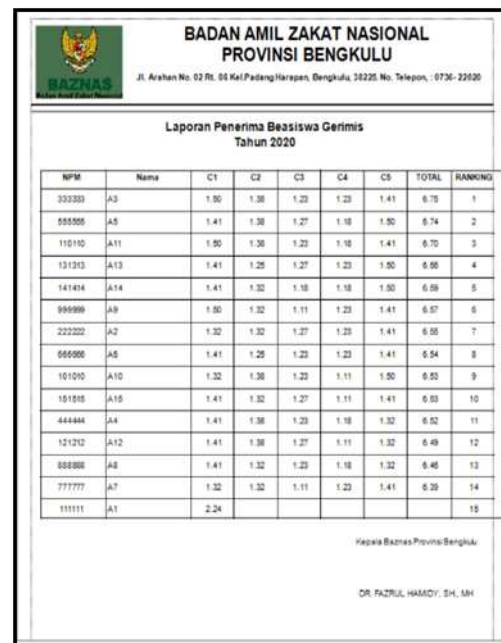 BADAN AMIL ZAKAT NASIONAL
PROVINSI BENGKULU
Jl. Arahan No. 02 Rt. 06 Kel.Padang Harapan, Bengkulu, 38225. No. Telepon, : 0736- 22020
BAZNAS
Badan Amil Zakat Nasional
Laporan Penerima Beasiswa Gerimis
Tahun 2020
NPM Nama C1 C2 C3 C4 C5 TOTAL RANKING
333333 A3 1.50 1.38 1.23 1.23 1.41 6.75 1
555555 A5 1.41 1.38 1.27 1.18 1.50 6.74 2
110110 A11 1.50 1.38 1.23 1.18 1.41 6.70 3
131313 A13 1.41 1.25 1.27 1.23 1.50 6.66 4
141414 A14 1.41 1.32 1.18 1.18 1.50 6.59 5
999999 A9 1.50 1.32 1.11 1.23 1.41 6.57 6
222222 A2 1.32 1.32 1.27 1.23 1.41 6.55 7
666666 A6 1.41 1.25 1.23 1.23 1.41 6.54 8
101010 A10 1.32 1.38 1.23 1.11 1.50 6.53 9
151515 A15 1.41 1.32 1.27 1.11 1.41 6.53 10
444444 A4 1.41 1.38 1.23 1.18 1.32 6.52 11
121212 A12 1.41 1.38 1.27 1.11 1.32 6.49 12
888888 A8 1.41 1.32 1.23 1.18 1.32 6.46 13
777777 A7 1.32 1.32 1.11 1.23 1.41 6.39 14
111111 A1 2.24 15
Kepala Baznas Provinsi Bengkulu
DR. FAZRUL HAMIDY, SH., MH